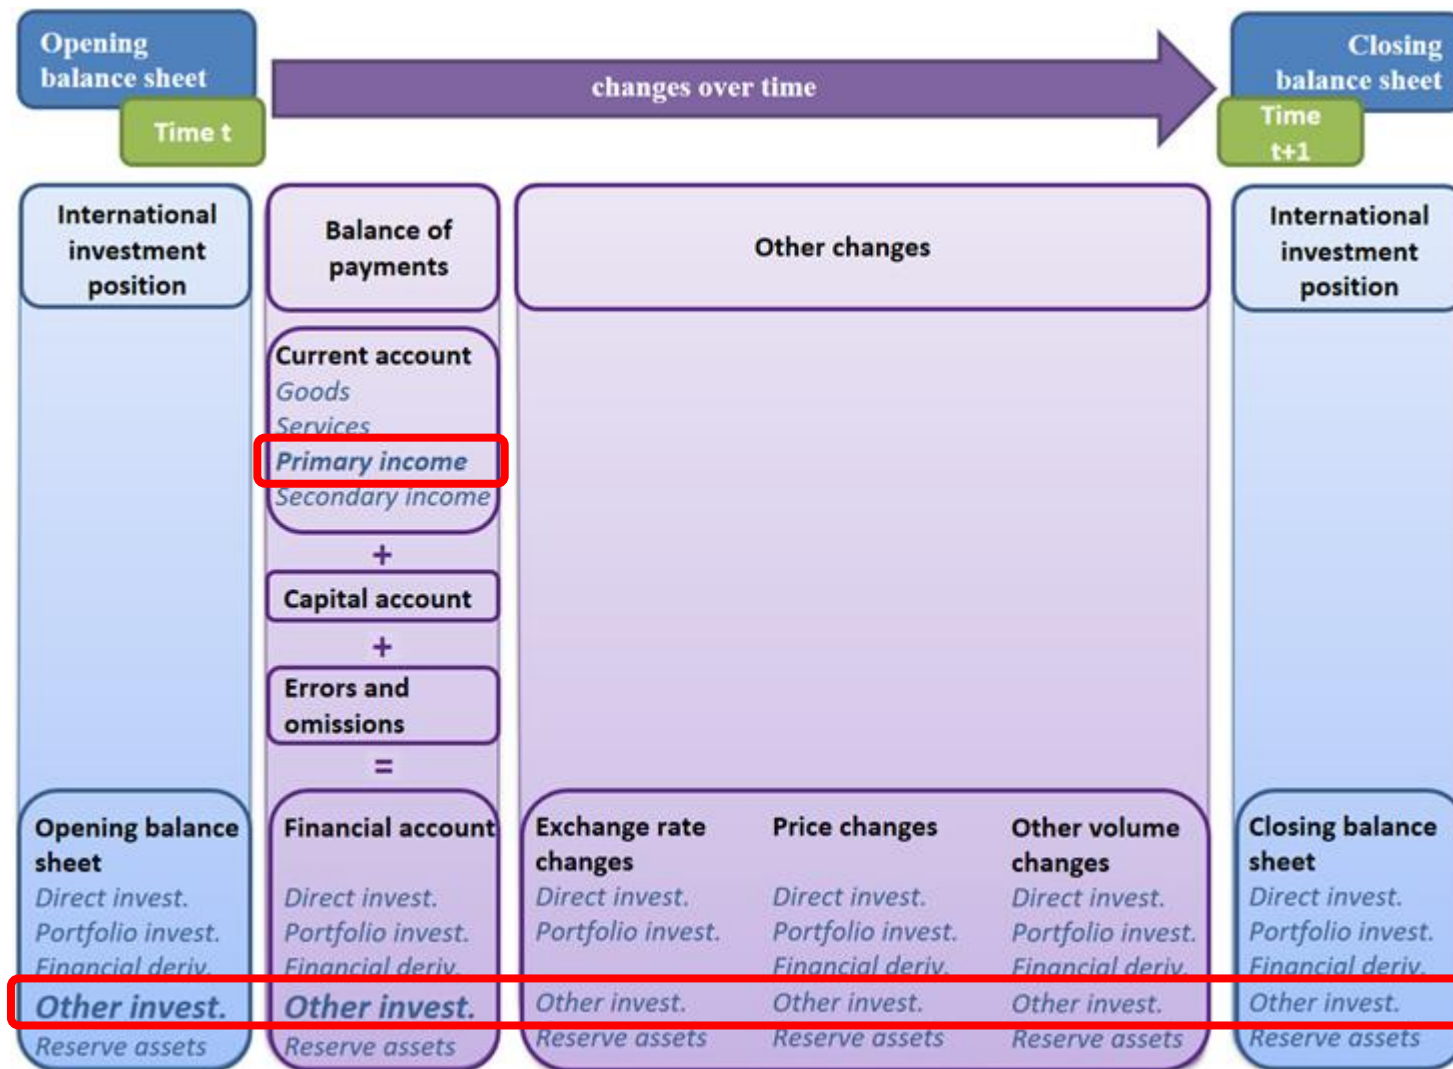 Opening
balance sheet
Time t
changes over time
Closing
balance sheet
Time
t+1
International
investment
position
Balance of
payments
Other changes
International
investment
position
Current account
Goods
Services
Primary income
Secondary income
+
Capital account
+
Errors and
omissions
=
Opening balance
sheet
Direct invest.
Portfolio invest.
Financial deriv.
Other invest.
Reserve assets
Financial account
Direct invest.
Portfolio invest.
Financial deriv.
Other invest.
Reserve assets
Exchange rate
changes
Direct invest.
Portfolio invest.
Other invest.
Reserve assets
Price changes
Direct invest.
Portfolio invest.
Financial deriv.
Other invest.
Reserve assets
Other volume
changes
Direct invest.
Portfolio invest.
Financial deriv.
Other invest.
Reserve assets
Closing balance
sheet
Direct invest.
Portfolio invest.
Financial deriv.
Other invest.
Reserve assets